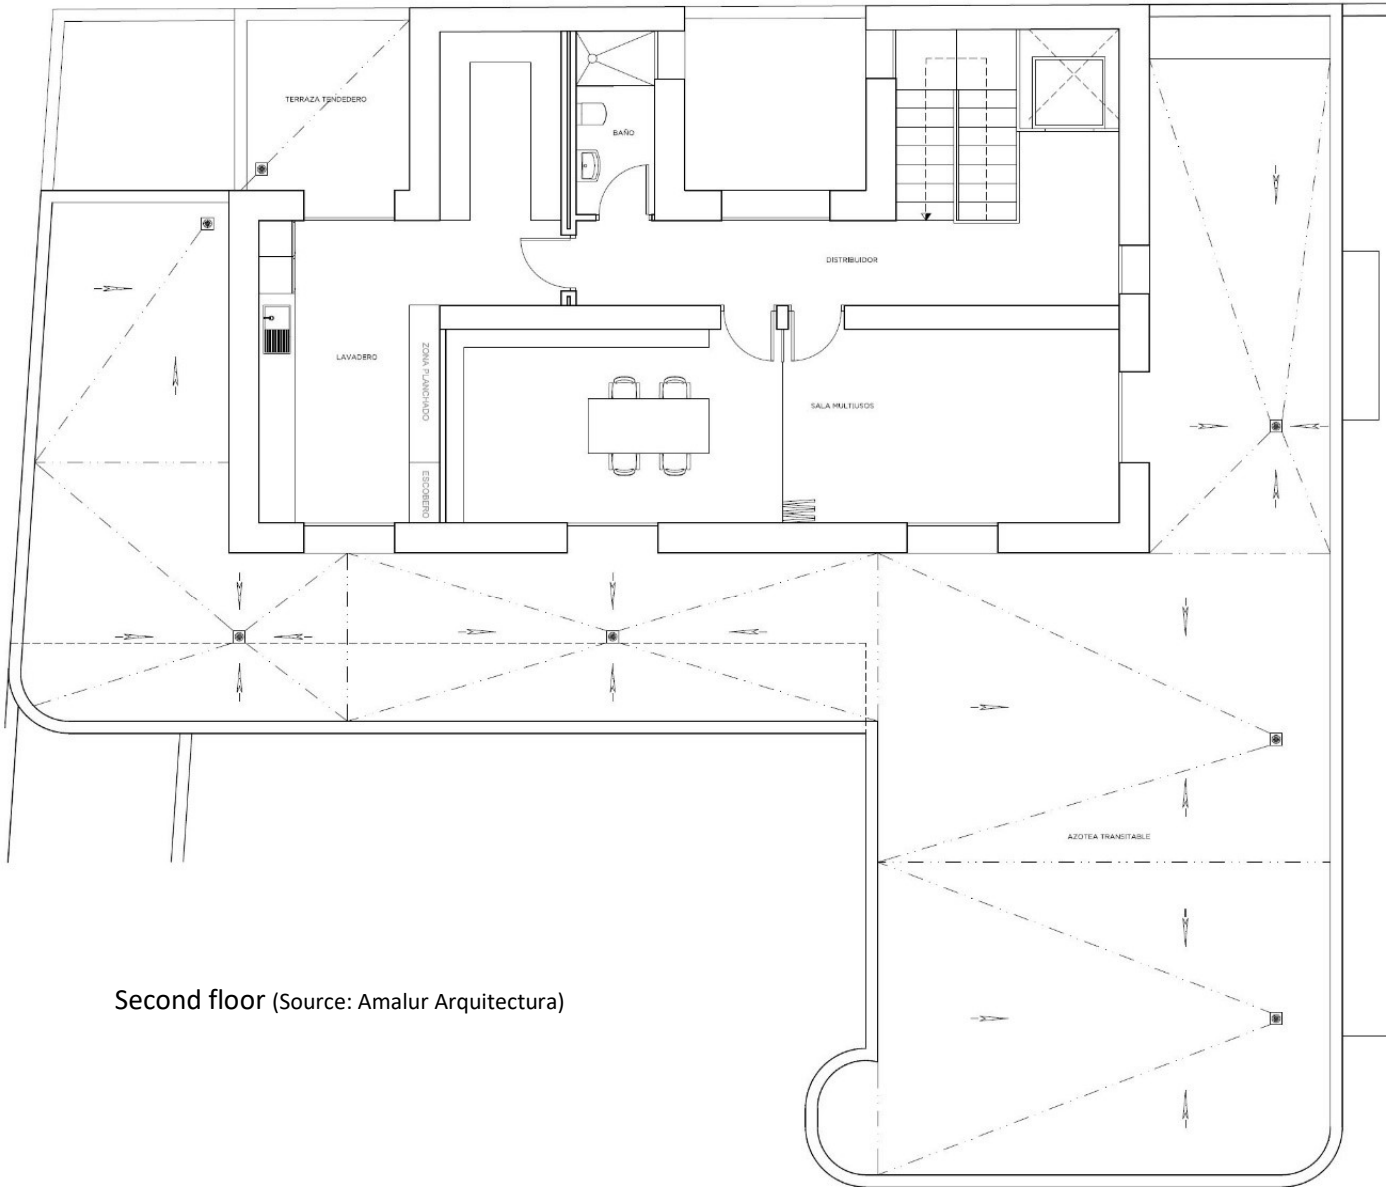 TERRAZA TENDEDERO
BAÑO
DISTRIBUIDOR
LAVADERO
ZONA PLANCHADO
SALA MULTIUSOS
ESCOBERO
AZOTEA TRANSITABLE
Second floor (Source: Amalur Arquitectura)